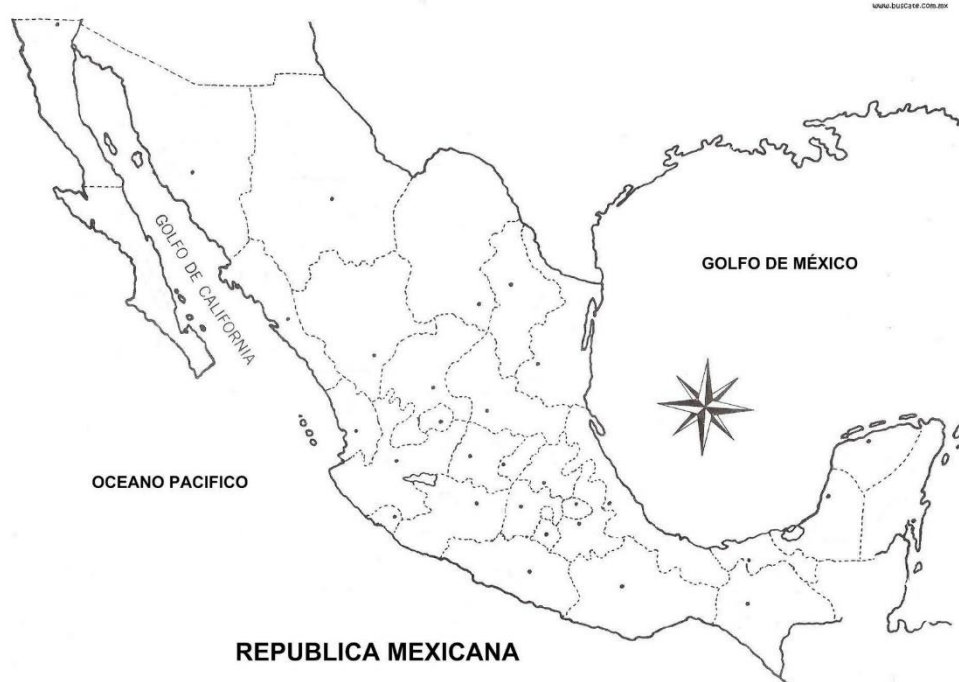 www.buscate.com.mx
GOLFO DE MÉXICO
GOLFO DE CALIFORNIA
OCEANO PACIFICO
REPUBLICA MEXICANA